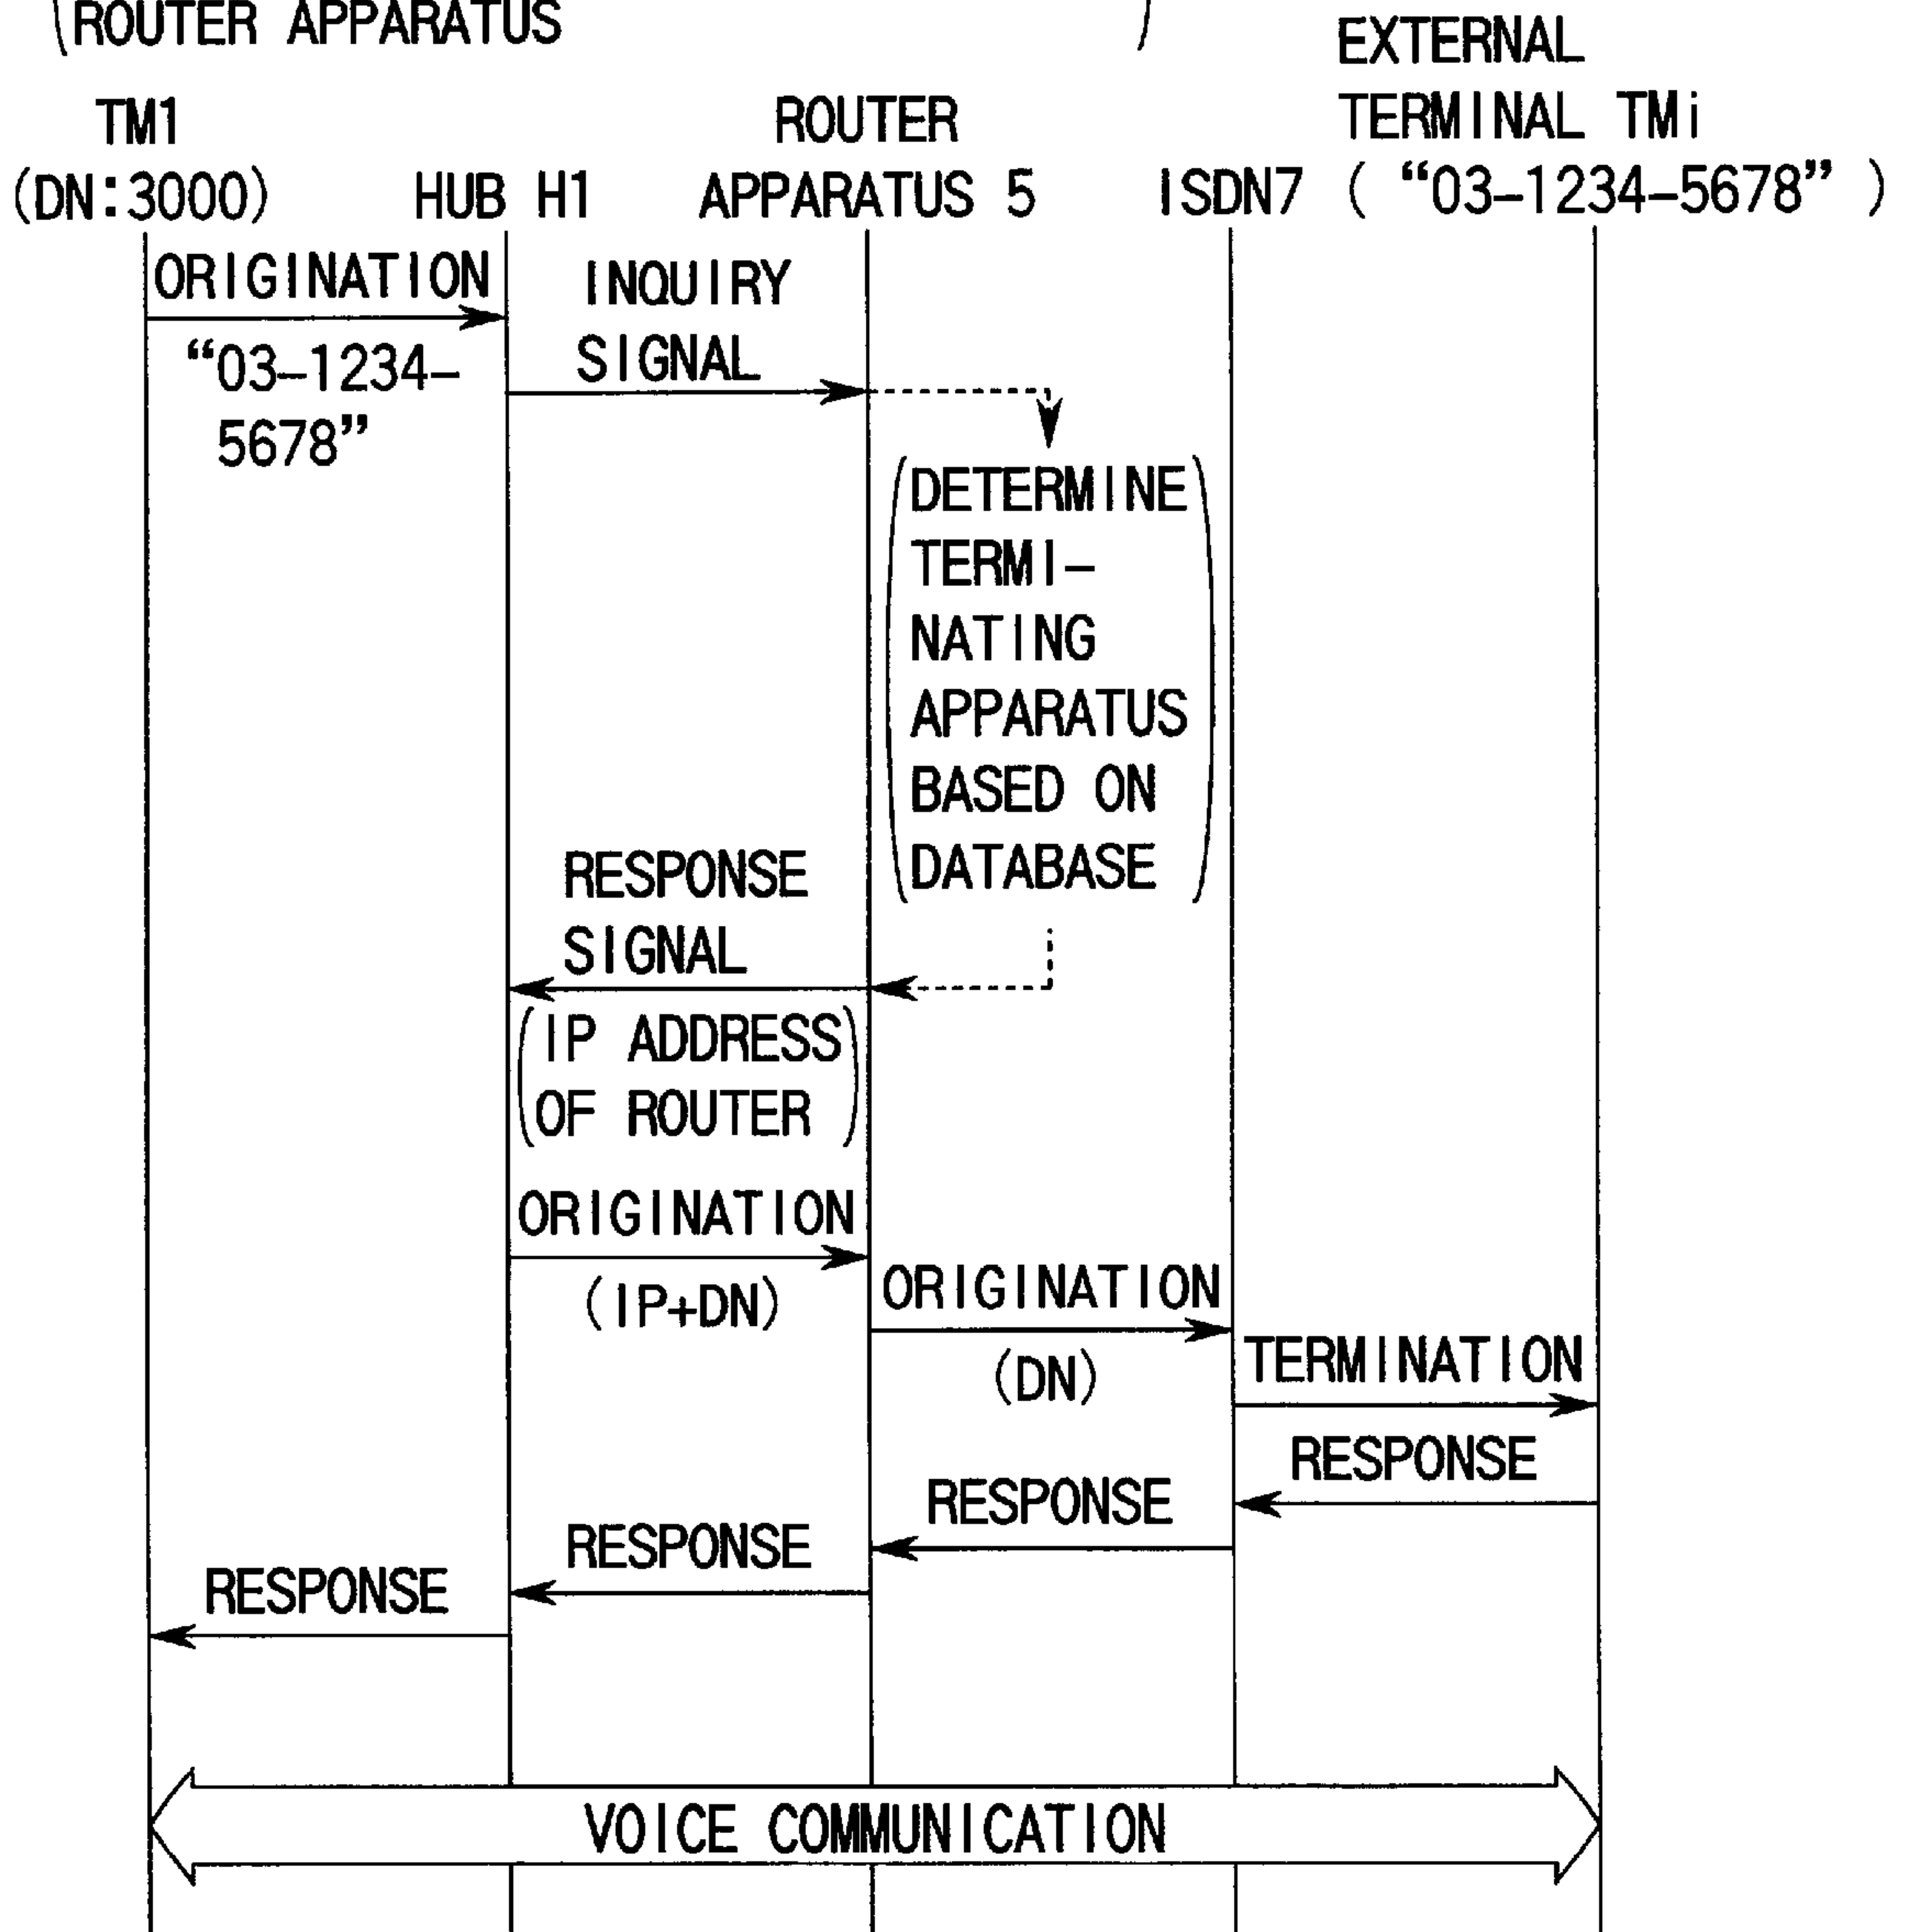 (ROUTER APPARATUS )
EXTERNAL
TM1
ROUTER
TERMINAL TMi
(DN:3000)
HUB H1
APPARATUS 5
ISDN7
( “03-1234-5678” )
ORIGINATION
“03-1234-
5678”
INQUIRY
SIGNAL
DETERMINE
TERMI-
NATING
APPARATUS
BASED ON
DATABASE
RESPONSE
SIGNAL
(IP ADDRESS
OF ROUTER)
ORIGINATION
(IP+DN)
ORIGINATION
(DN)
TERMINATION
RESPONSE
RESPONSE
RESPONSE
RESPONSE
VOICE COMMUNICATION